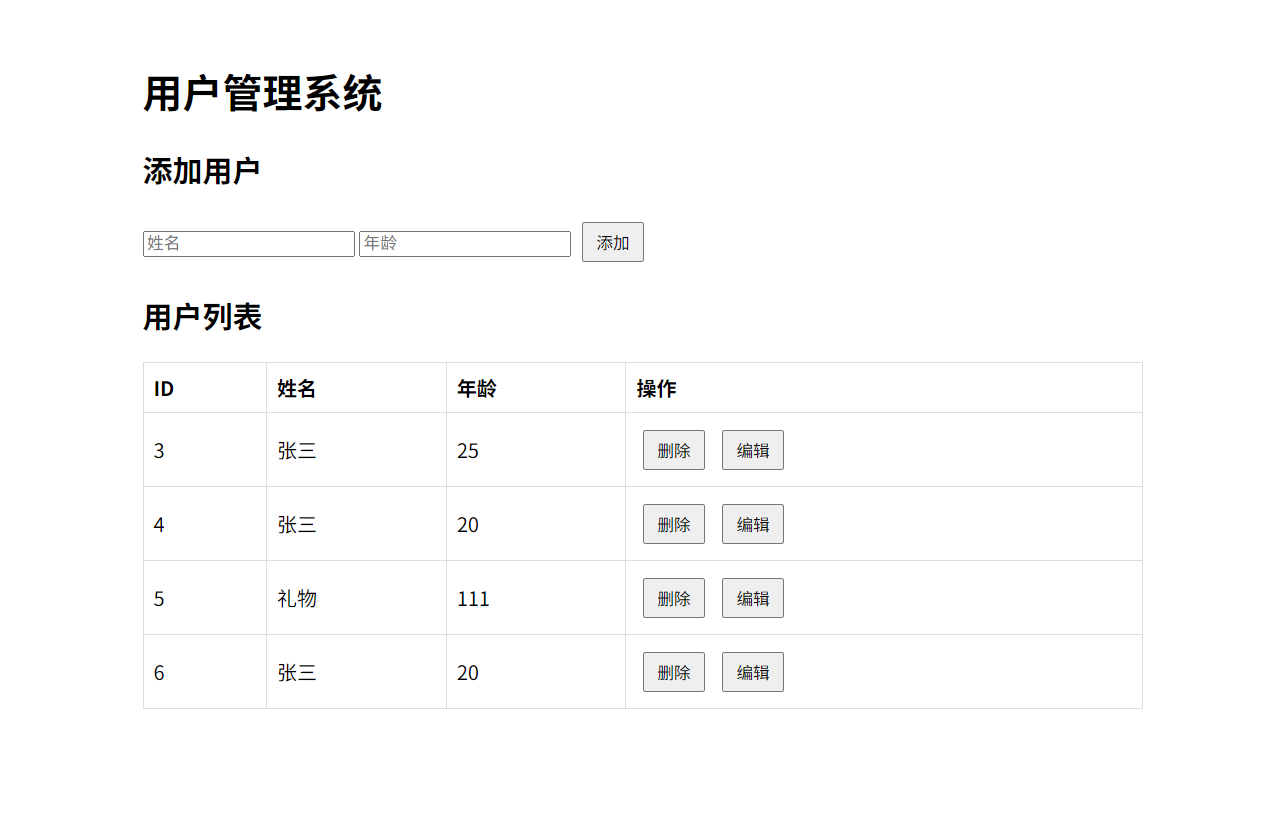 用户管理系统
添加用户
姓名 年龄 添加
用户列表
ID 姓名 年龄 操作
3 张三 25 删除 编辑
4 张三 20 删除 编辑
5 礼物 111 删除 编辑
6 张三 20 删除 编辑